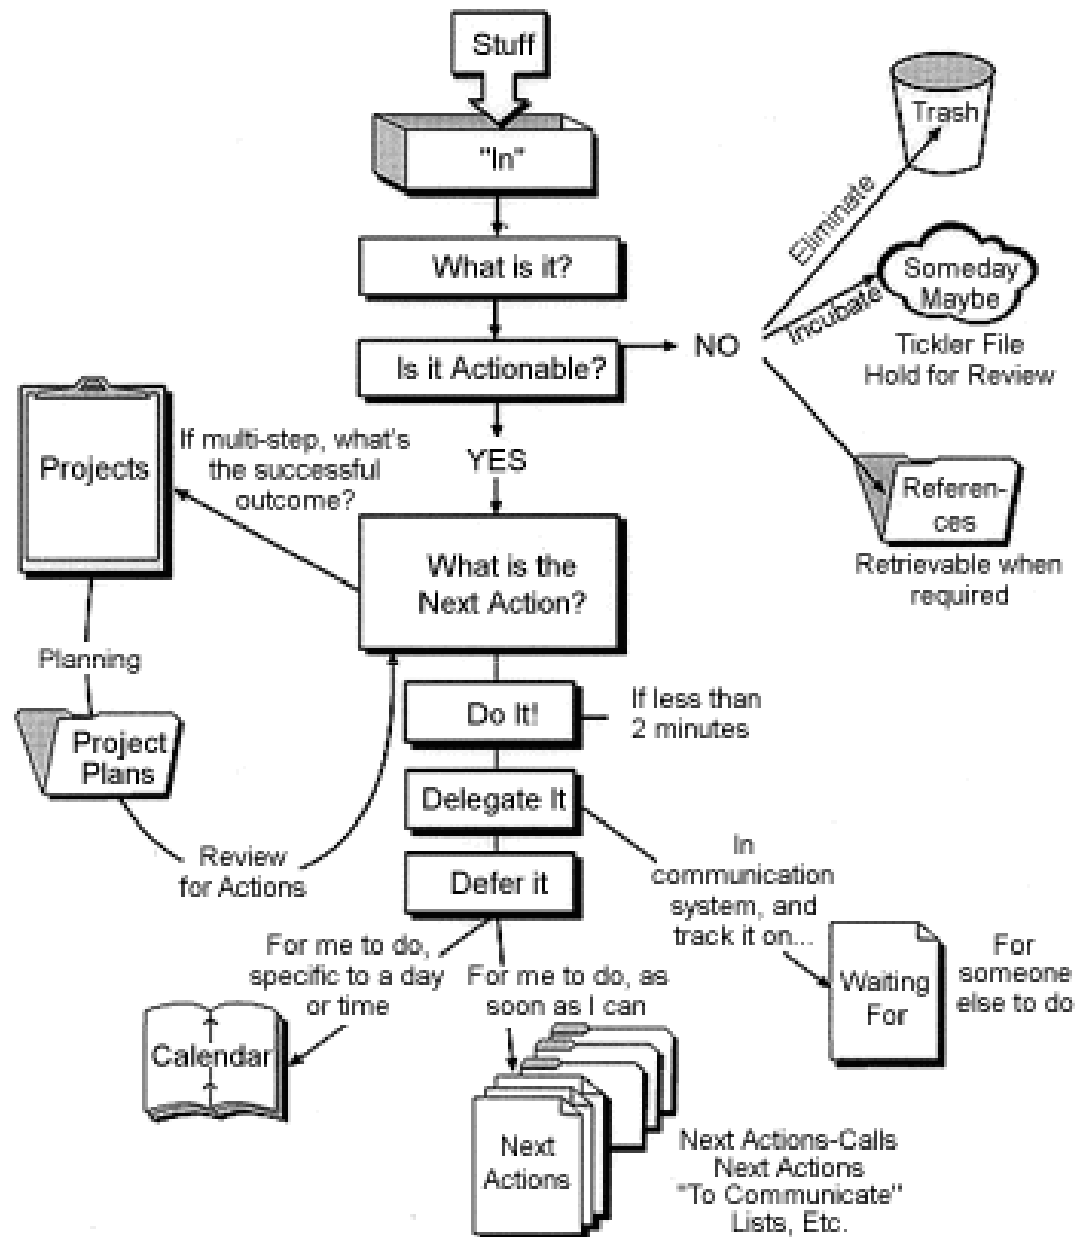 Stuff
"In"
Trash
Eliminate
What is it?
Someday
Maybe
Incubate
Tickler File
Hold for Review
Is it Actionable?
NO
YES
If multi-step, what's
the successful
outcome?
Projects
Referen-
ces
Retrievable when
required
What is the
Next Action?
Planning
Do It!
If less than
2 minutes
Project
Plans
Delegate It
Review
for Actions
Defer it
In
communication
system, and
track it on...
Waiting
For
For
someone
else to do
For me to do,
specific to a day
or time
For me to do, as
soon as I can
Calendar
Next
Actions
Next Actions-Calls
Next Actions
"To Communicate"
Lists, Etc.